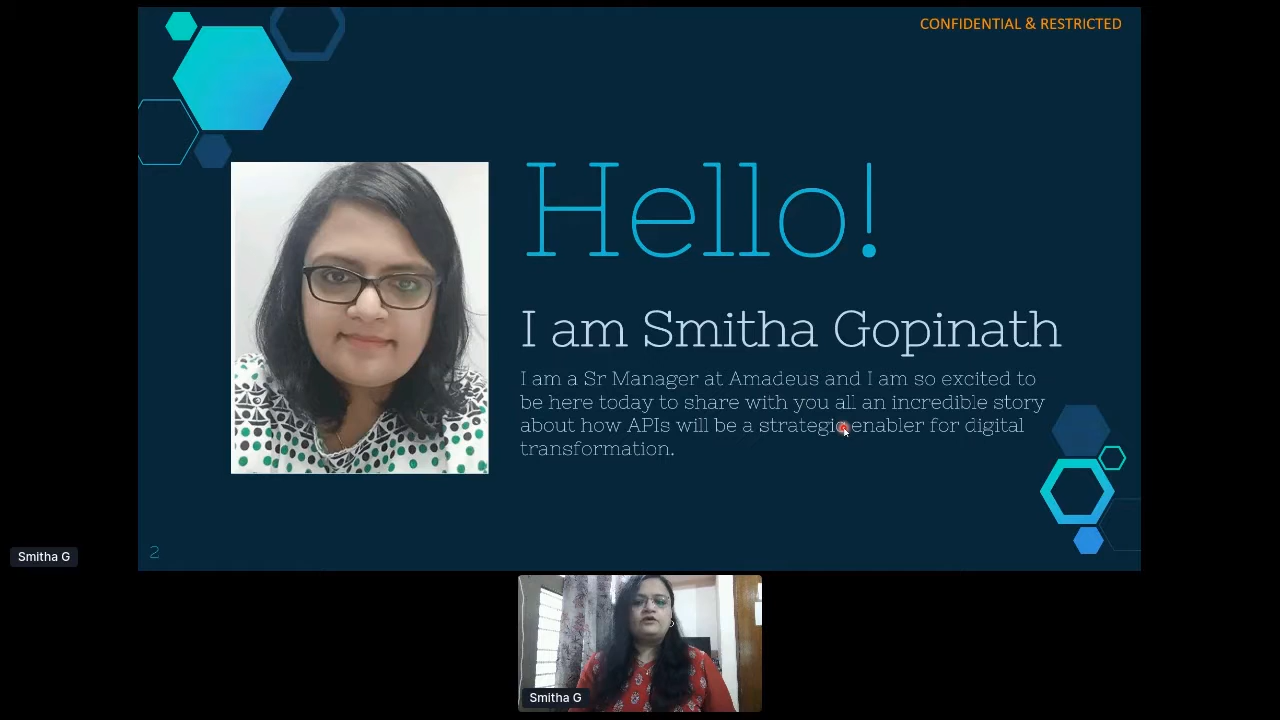 CONFIDENTIAL & RESTRICTED
Hello!
I am Smitha Gopinath
I am a Sr Manager at Amadeus and I am so excited to
be here today to share with you all an incredible story
about how APIs will be a strategic enabler for digital
transformation.
2
Smitha G
Smitha G